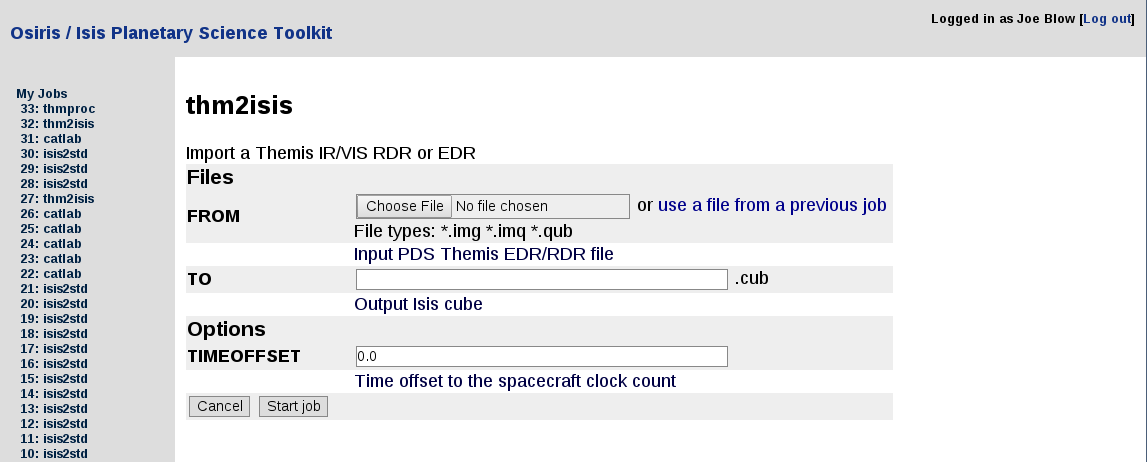 Osiris / Isis Planetary Science Toolkit
Logged in as Joe Blow [Log out]
My Jobs
33: thmproc
32: thm2isis
31: catlab
30: isis2std
29: isis2std
28: isis2std
27: thm2isis
26: catlab
25: catlab
24: catlab
23: catlab
22: catlab
21: isis2std
20: isis2std
19: isis2std
18: isis2std
17: isis2std
16: isis2std
15: isis2std
14: isis2std
13: isis2std
12: isis2std
11: isis2std
10: isis2std
thm2isis
Import a Themis IR/VIS RDR or EDR
Files
FROM Choose File No file chosen or use a file from a previous job
File types: *.img *.imq *.qub
Input PDS Themis EDR/RDR file
TO .cub
Output Isis cube
Options
TIMEOFFSET 0.0
Time offset to the spacecraft clock count
Cancel Start job